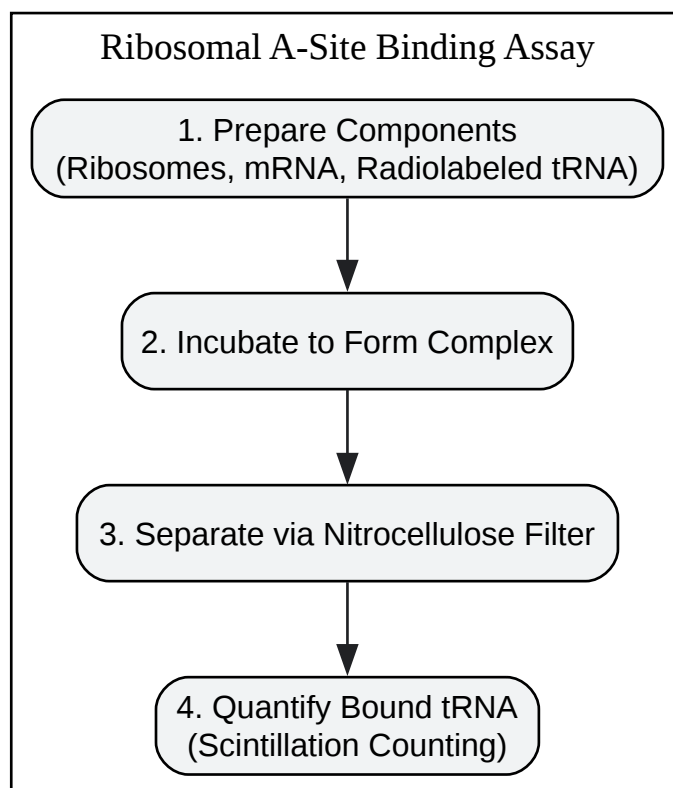 Ribosomal A-Site Binding Assay
1. Prepare Components
(Ribosomes, mRNA, Radiolabeled tRNA)
2. Incubate to Form Complex
3. Separate via Nitrocellulose Filter
4. Quantify Bound tRNA
(Scintillation Counting)